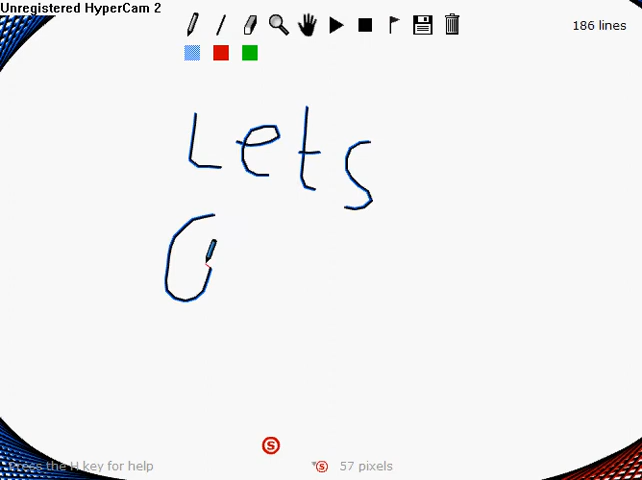 Unregistered HyperCam 2
186 lines
Lets
G
Press the H key for help
57 pixels